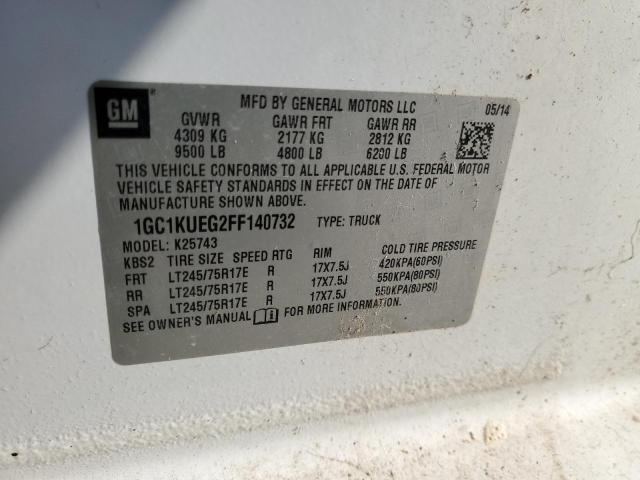 GM
MFD BY GENERAL MOTORS LLC 05/14
GVWR GAWR FRT GAWR RR
4309 KG 2177 KG 2812 KG
9500 LB 4800 LB 6200 LB
THIS VEHICLE CONFORMS TO ALL APPLICABLE U.S. FEDERAL MOTOR
VEHICLE SAFETY STANDARDS IN EFFECT ON THE DATE OF
MANUFACTURE SHOWN ABOVE.
1GC1KUEG2FF140732 TYPE: TRUCK
MODEL: K25743
KBS2 TIRE SIZE SPEED RTG RIM COLD TIRE PRESSURE
FRT LT245/75R17E R 17X7.5J 420KPA(60PSI)
RR LT245/75R17E R 17X7.5J 550KPA(80PSI)
SPA LT245/75R17E R 17X7.5J 550KPA(80PSI)
SEE OWNER'S MANUAL FOR MORE INFORMATION.